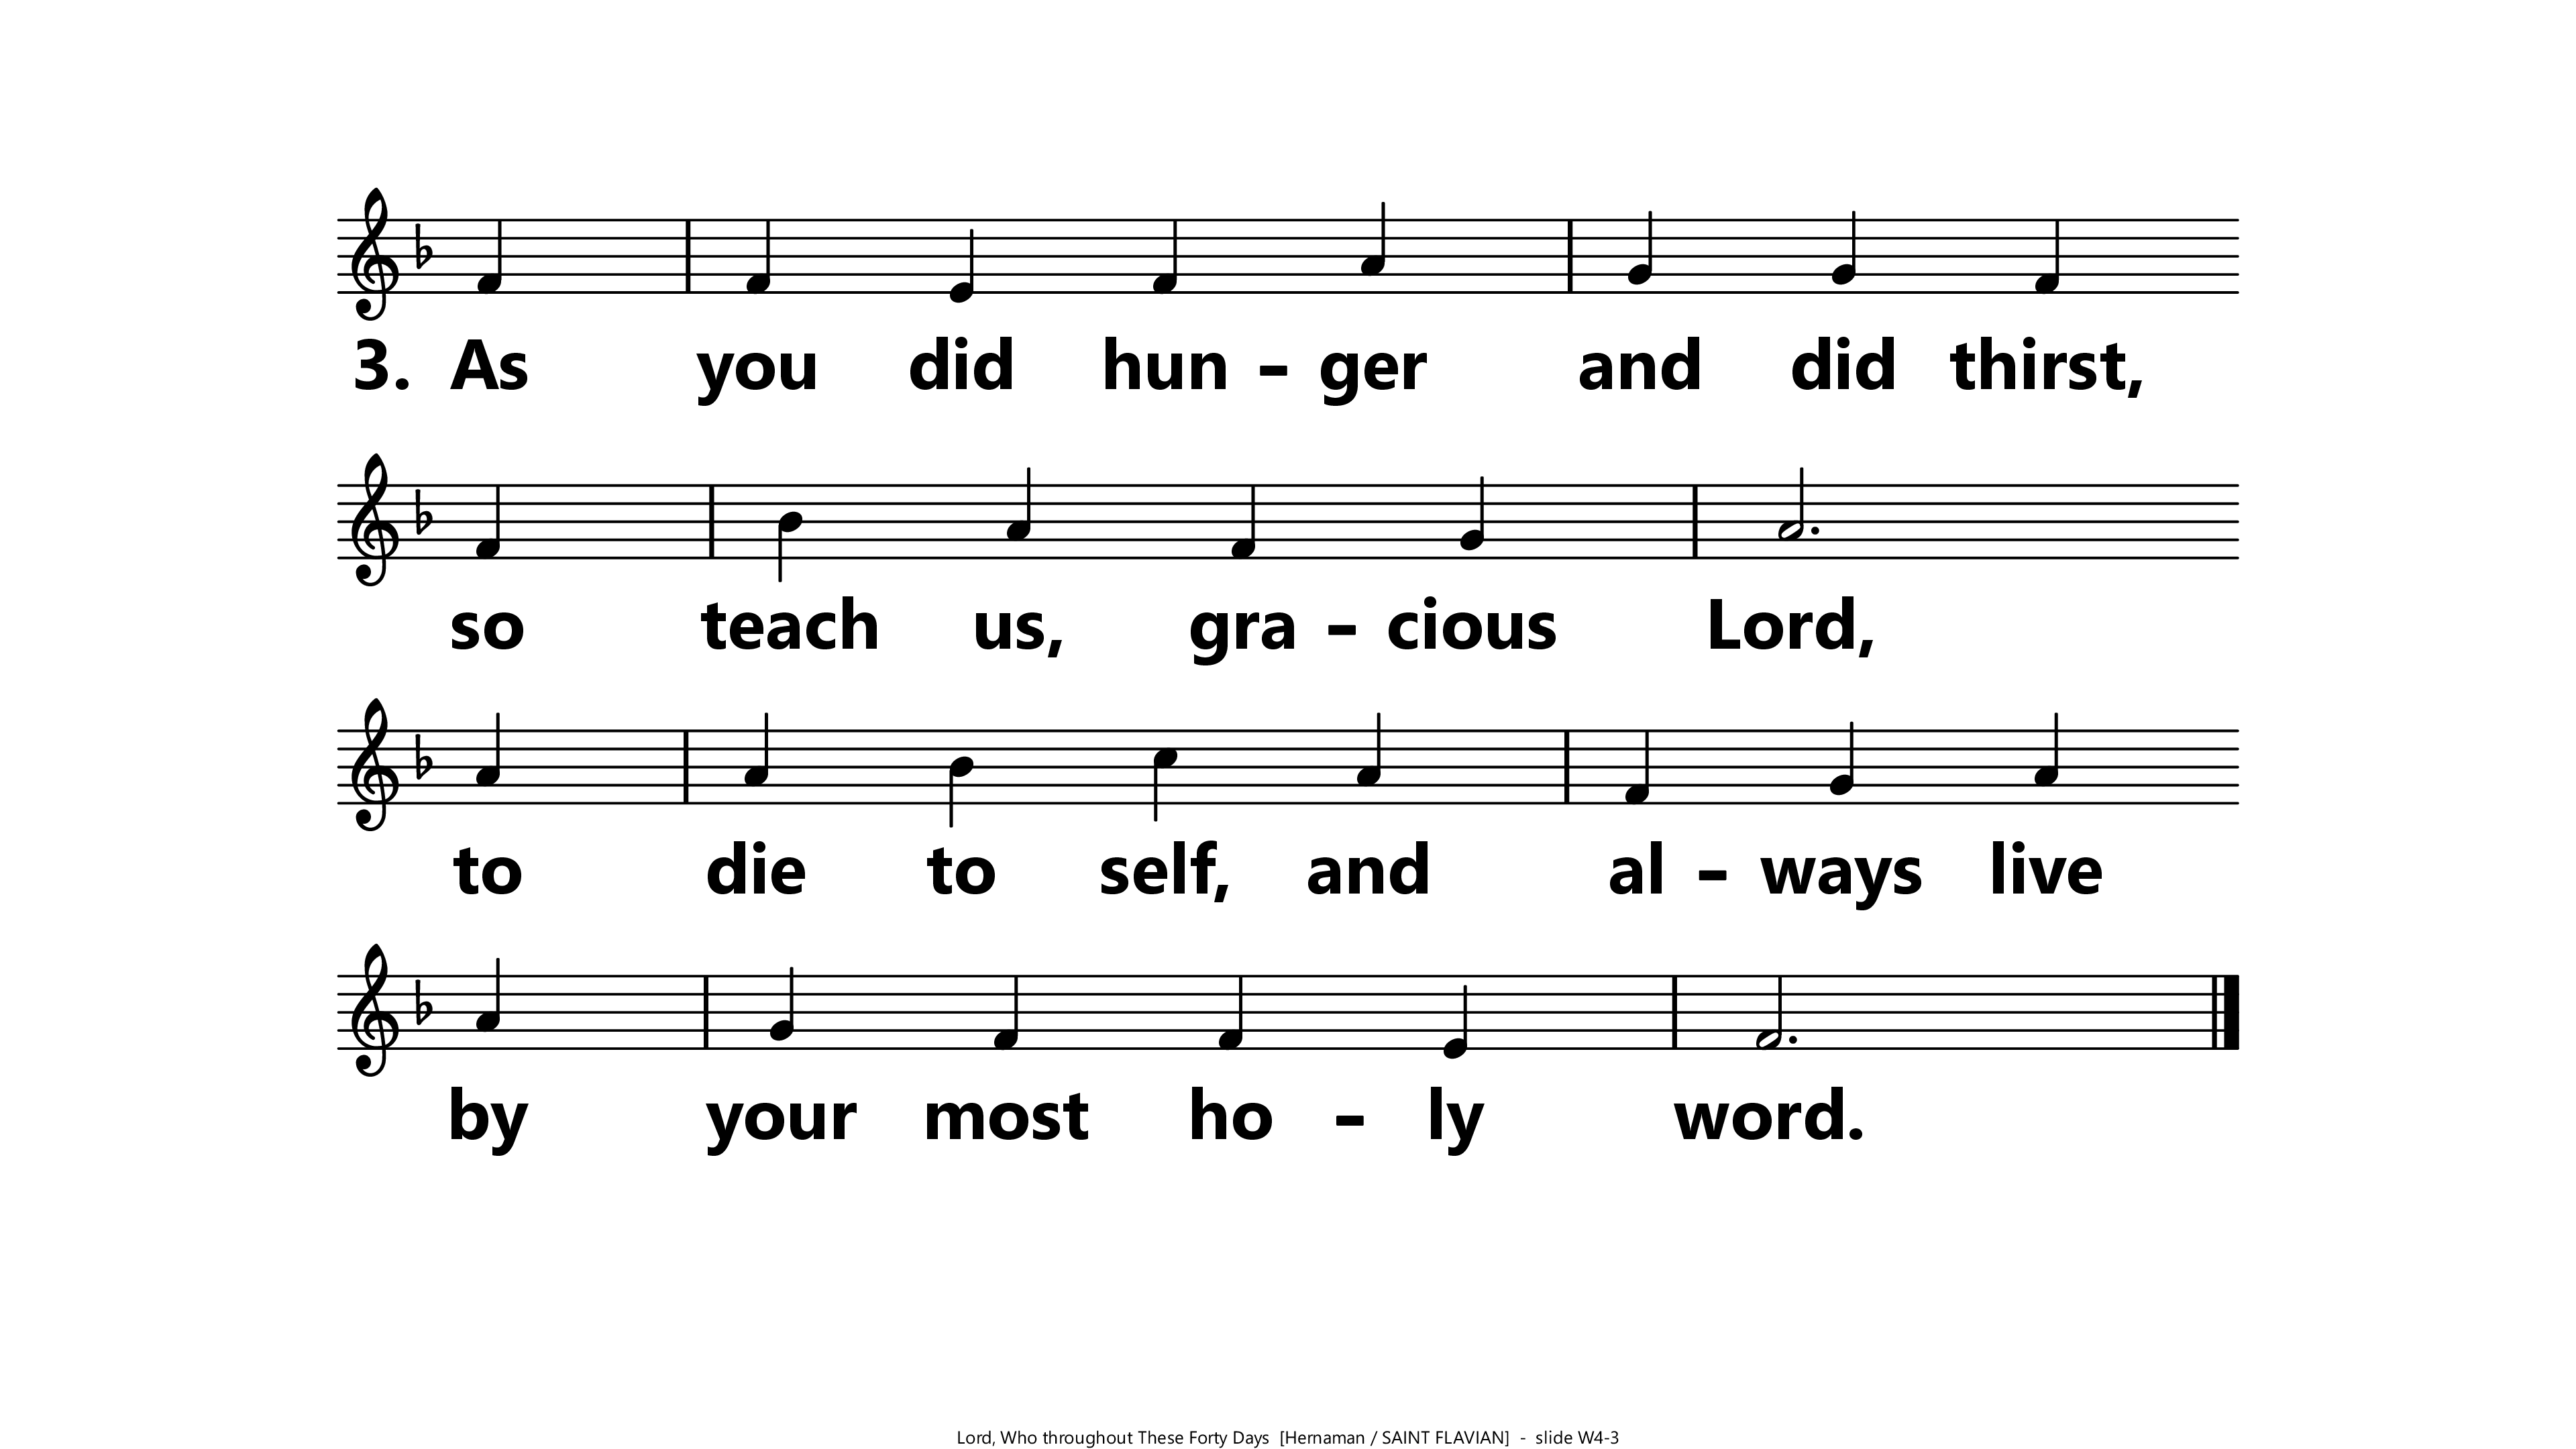 3. As you did hun - ger and did thirst,
so teach us, gra - cious Lord,
to die to self, and al - ways live
by your most ho - ly word.
Lord, Who throughout These Forty Days [Hernaman / SAINT FLAVIAN] - slide W4-3